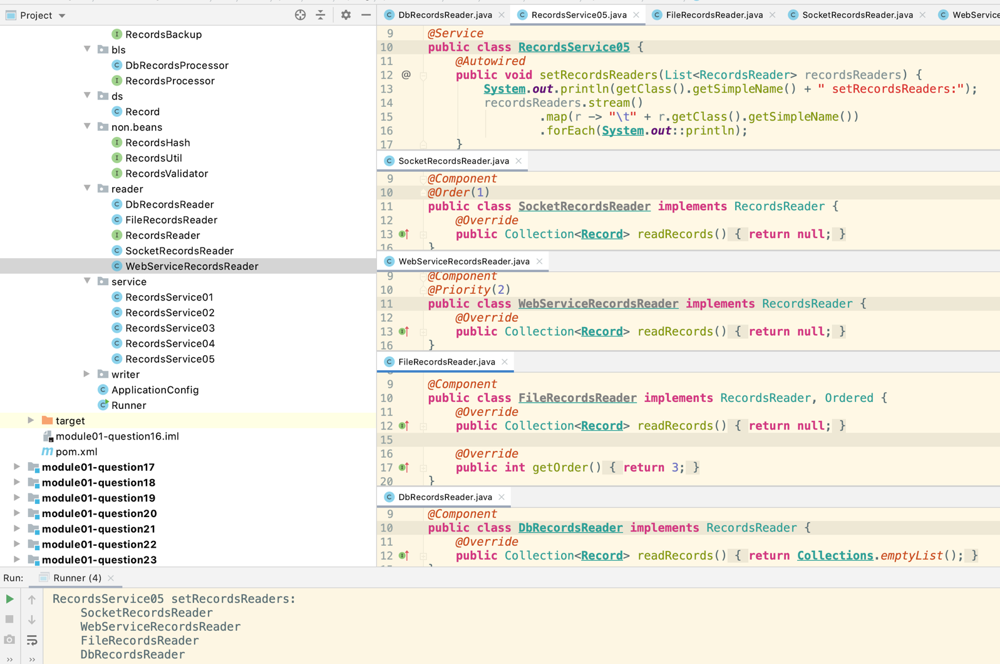 Project
RecordsBackup
bls
DbRecordsProcessor
RecordsProcessor
ds
Record
non.beans
RecordsHash
RecordsUtil
RecordsValidator
reader
DbRecordsReader
FileRecordsReader
RecordsReader
SocketRecordsReader
WebServiceRecordsReader
service
RecordsService01
RecordsService02
RecordsService03
RecordsService04
RecordsService05
writer
ApplicationConfig
Runner
target
module01-question16.iml
pom.xml
module01-question17
module01-question18
module01-question19
module01-question20
module01-question21
module01-question22
module01-question23
DbRecordsReader.java RecordsService05.java FileRecordsReader.java SocketRecordsReader.java WebService
9 @Service
10 public class RecordsService05 {
11 @Autowired
12 @ public void setRecordsReaders(List<RecordsReader> recordsReaders) {
13 System.out.println(getClass().getSimpleName() + " setRecordsReaders:");
14 recordsReaders.stream()
15 .map(r -> "\t" + r.getClass().getSimpleName())
16 .forEach(System.out::println);
17 }
SocketRecordsReader.java
9 @Component
10 @Order(1)
11 public class SocketRecordsReader implements RecordsReader {
12 @Override
13 public Collection<Record> readRecords() { return null; }
16 }
WebServiceRecordsReader.java
9 @Component
10 @Priority(2)
11 public class WebServiceRecordsReader implements RecordsReader {
12 @Override
13 public Collection<Record> readRecords() { return null; }
16 }
FileRecordsReader.java
9 @Component
10 public class FileRecordsReader implements RecordsReader, Ordered {
11 @Override
12 public Collection<Record> readRecords() { return null; }
15
16 @Override
17 public int getOrder() { return 3; }
20 }
DbRecordsReader.java
9 @Component
10 public class DbRecordsReader implements RecordsReader {
11 @Override
12 public Collection<Record> readRecords() { return Collections.emptyList(); }
Run: Runner (4)
RecordsService05 setRecordsReaders:
SocketRecordsReader
WebServiceRecordsReader
FileRecordsReader
DbRecordsReader